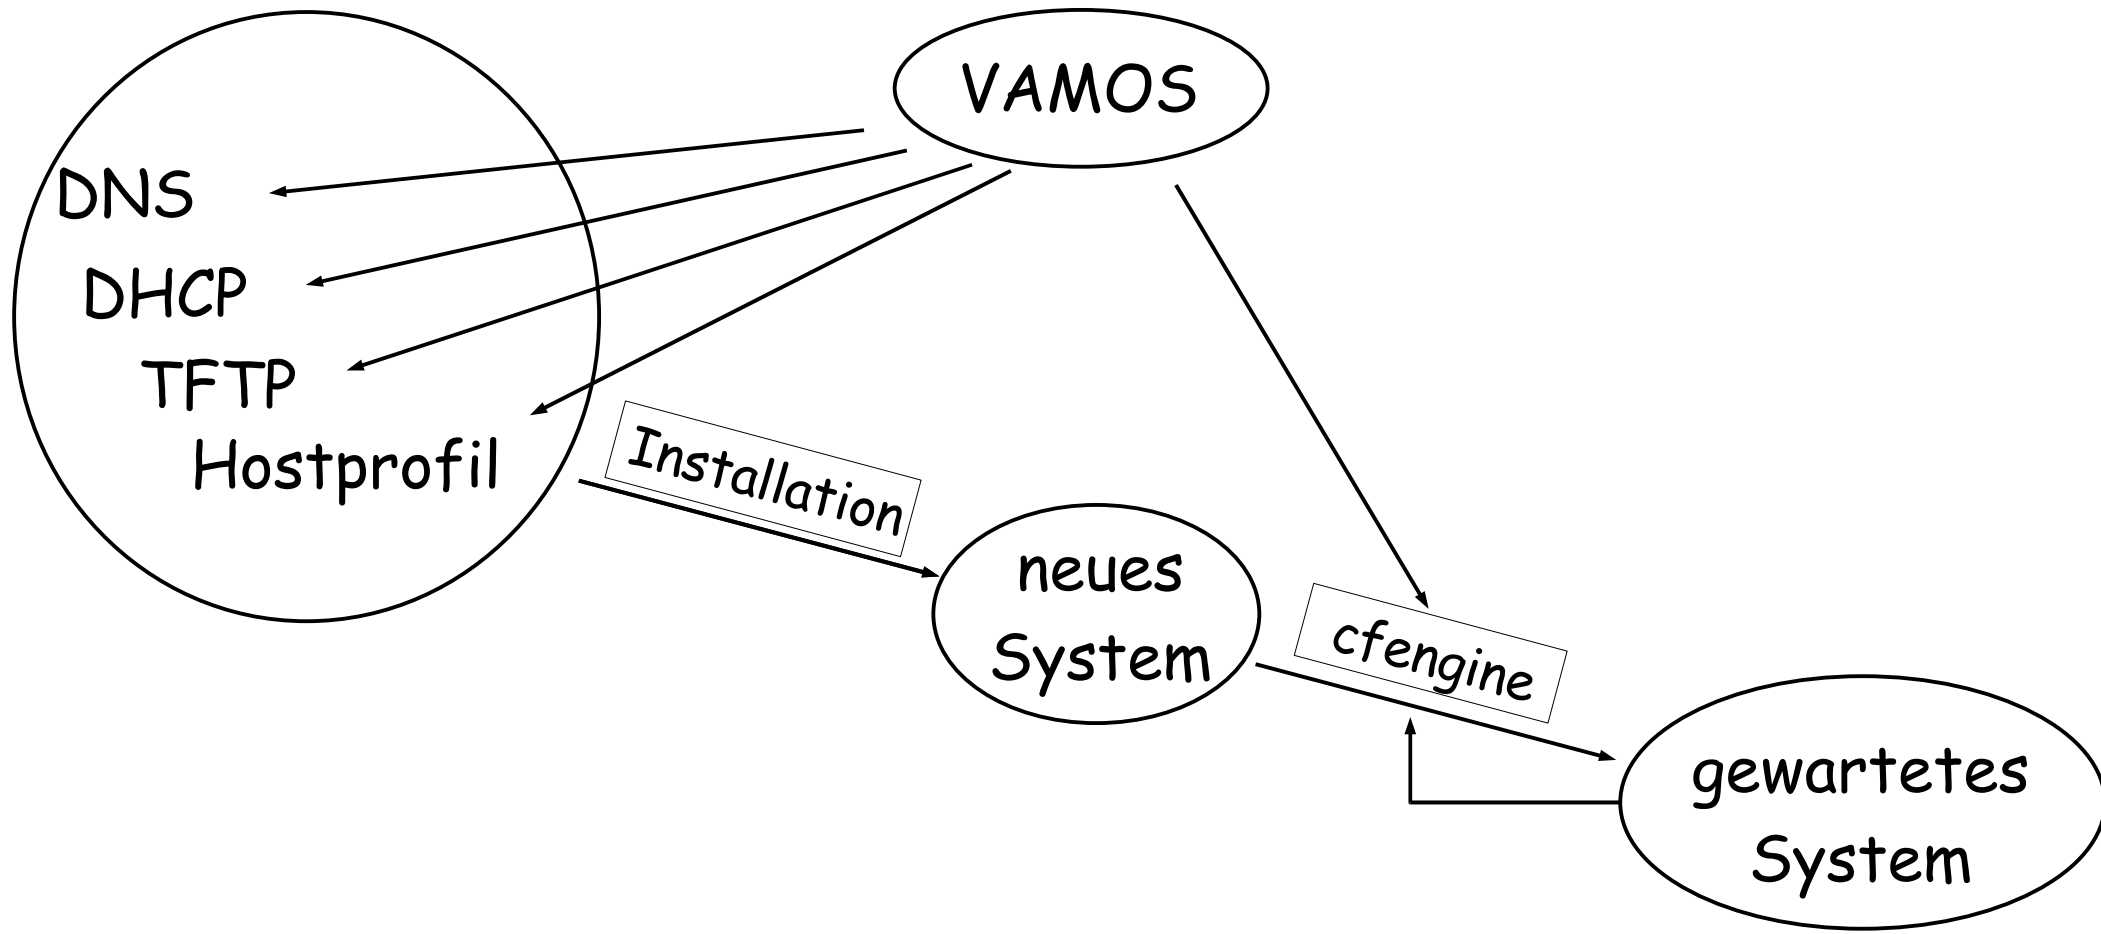 VAMOS
DNS
DHCP
TFTP
Hostprofil
Installation
neues
System
cfengine
gewartetes
System